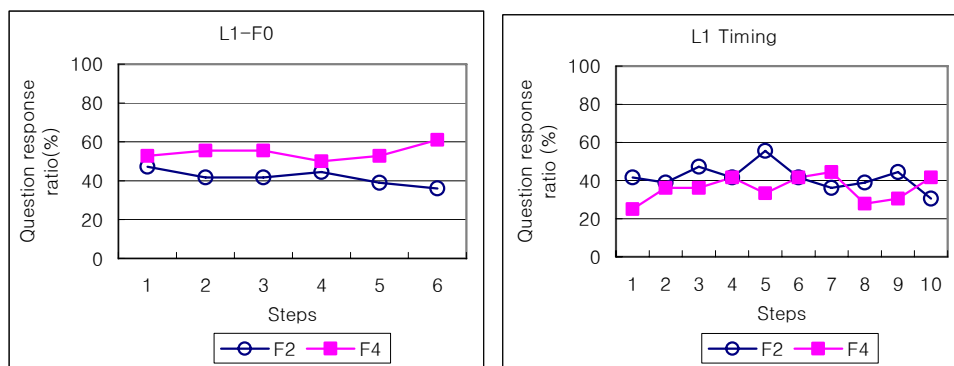 L1-F0
100
80
60
40
20
0
Question response
ratio(%)
1 2 3 4 5 6
Steps
F2 F4
L1 Timing
100
80
60
40
20
0
Question response
ratio (%)
1 2 3 4 5 6 7 8 9 10
Steps
F2 F4